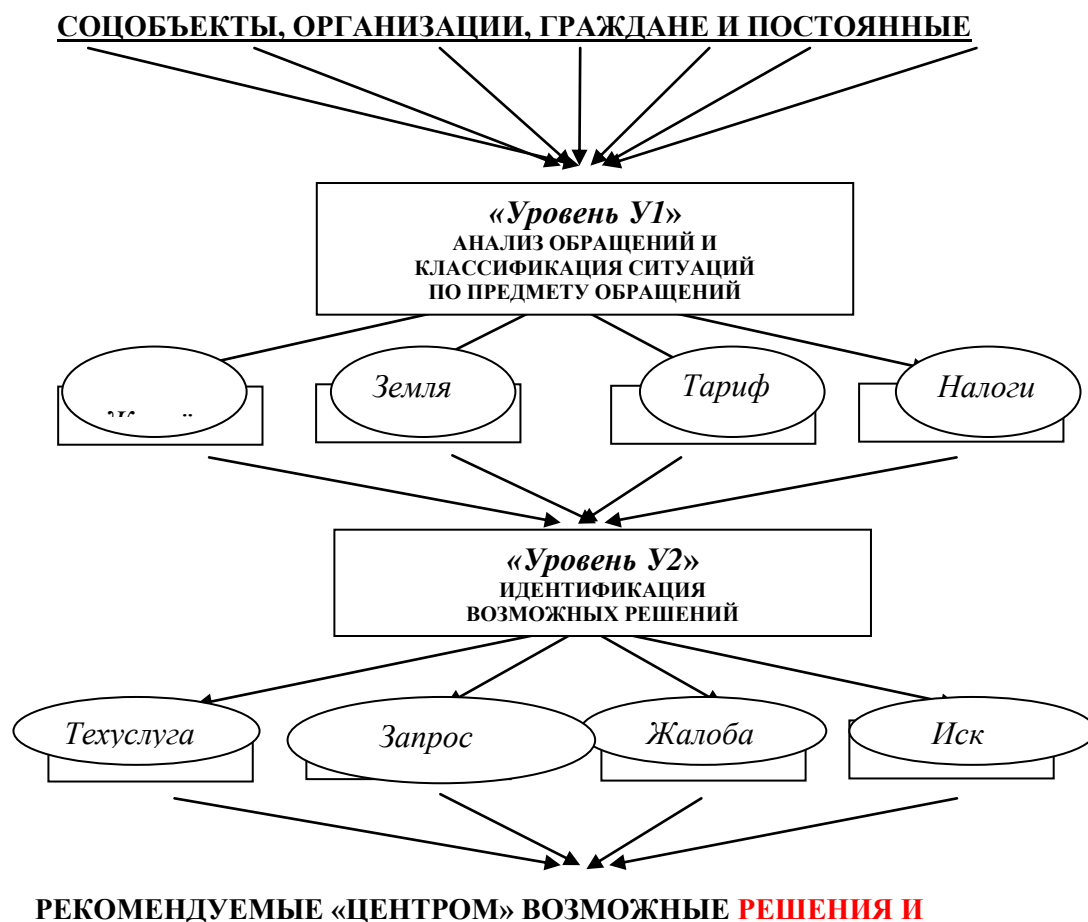 СОЦОБЪЕКТЫ, ОРГАНИЗАЦИИ, ГРАЖДАНЕ И ПОСТОЯННЫЕ
«Уровень У1»
АНАЛИЗ ОБРАЩЕНИЙ И
КЛАССИФИКАЦИЯ СИТУАЦИЙ
ПО ПРЕДМЕТУ ОБРАЩЕНИЙ
Земля Тариф Налоги
«Уровень У2»
ИДЕНТИФИКАЦИЯ
ВОЗМОЖНЫХ РЕШЕНИЙ
Техуслуга Запрос Жалоба Иск
РЕКОМЕНДУЕМЫЕ «ЦЕНТРОМ» ВОЗМОЖНЫЕ РЕШЕНИЯ И